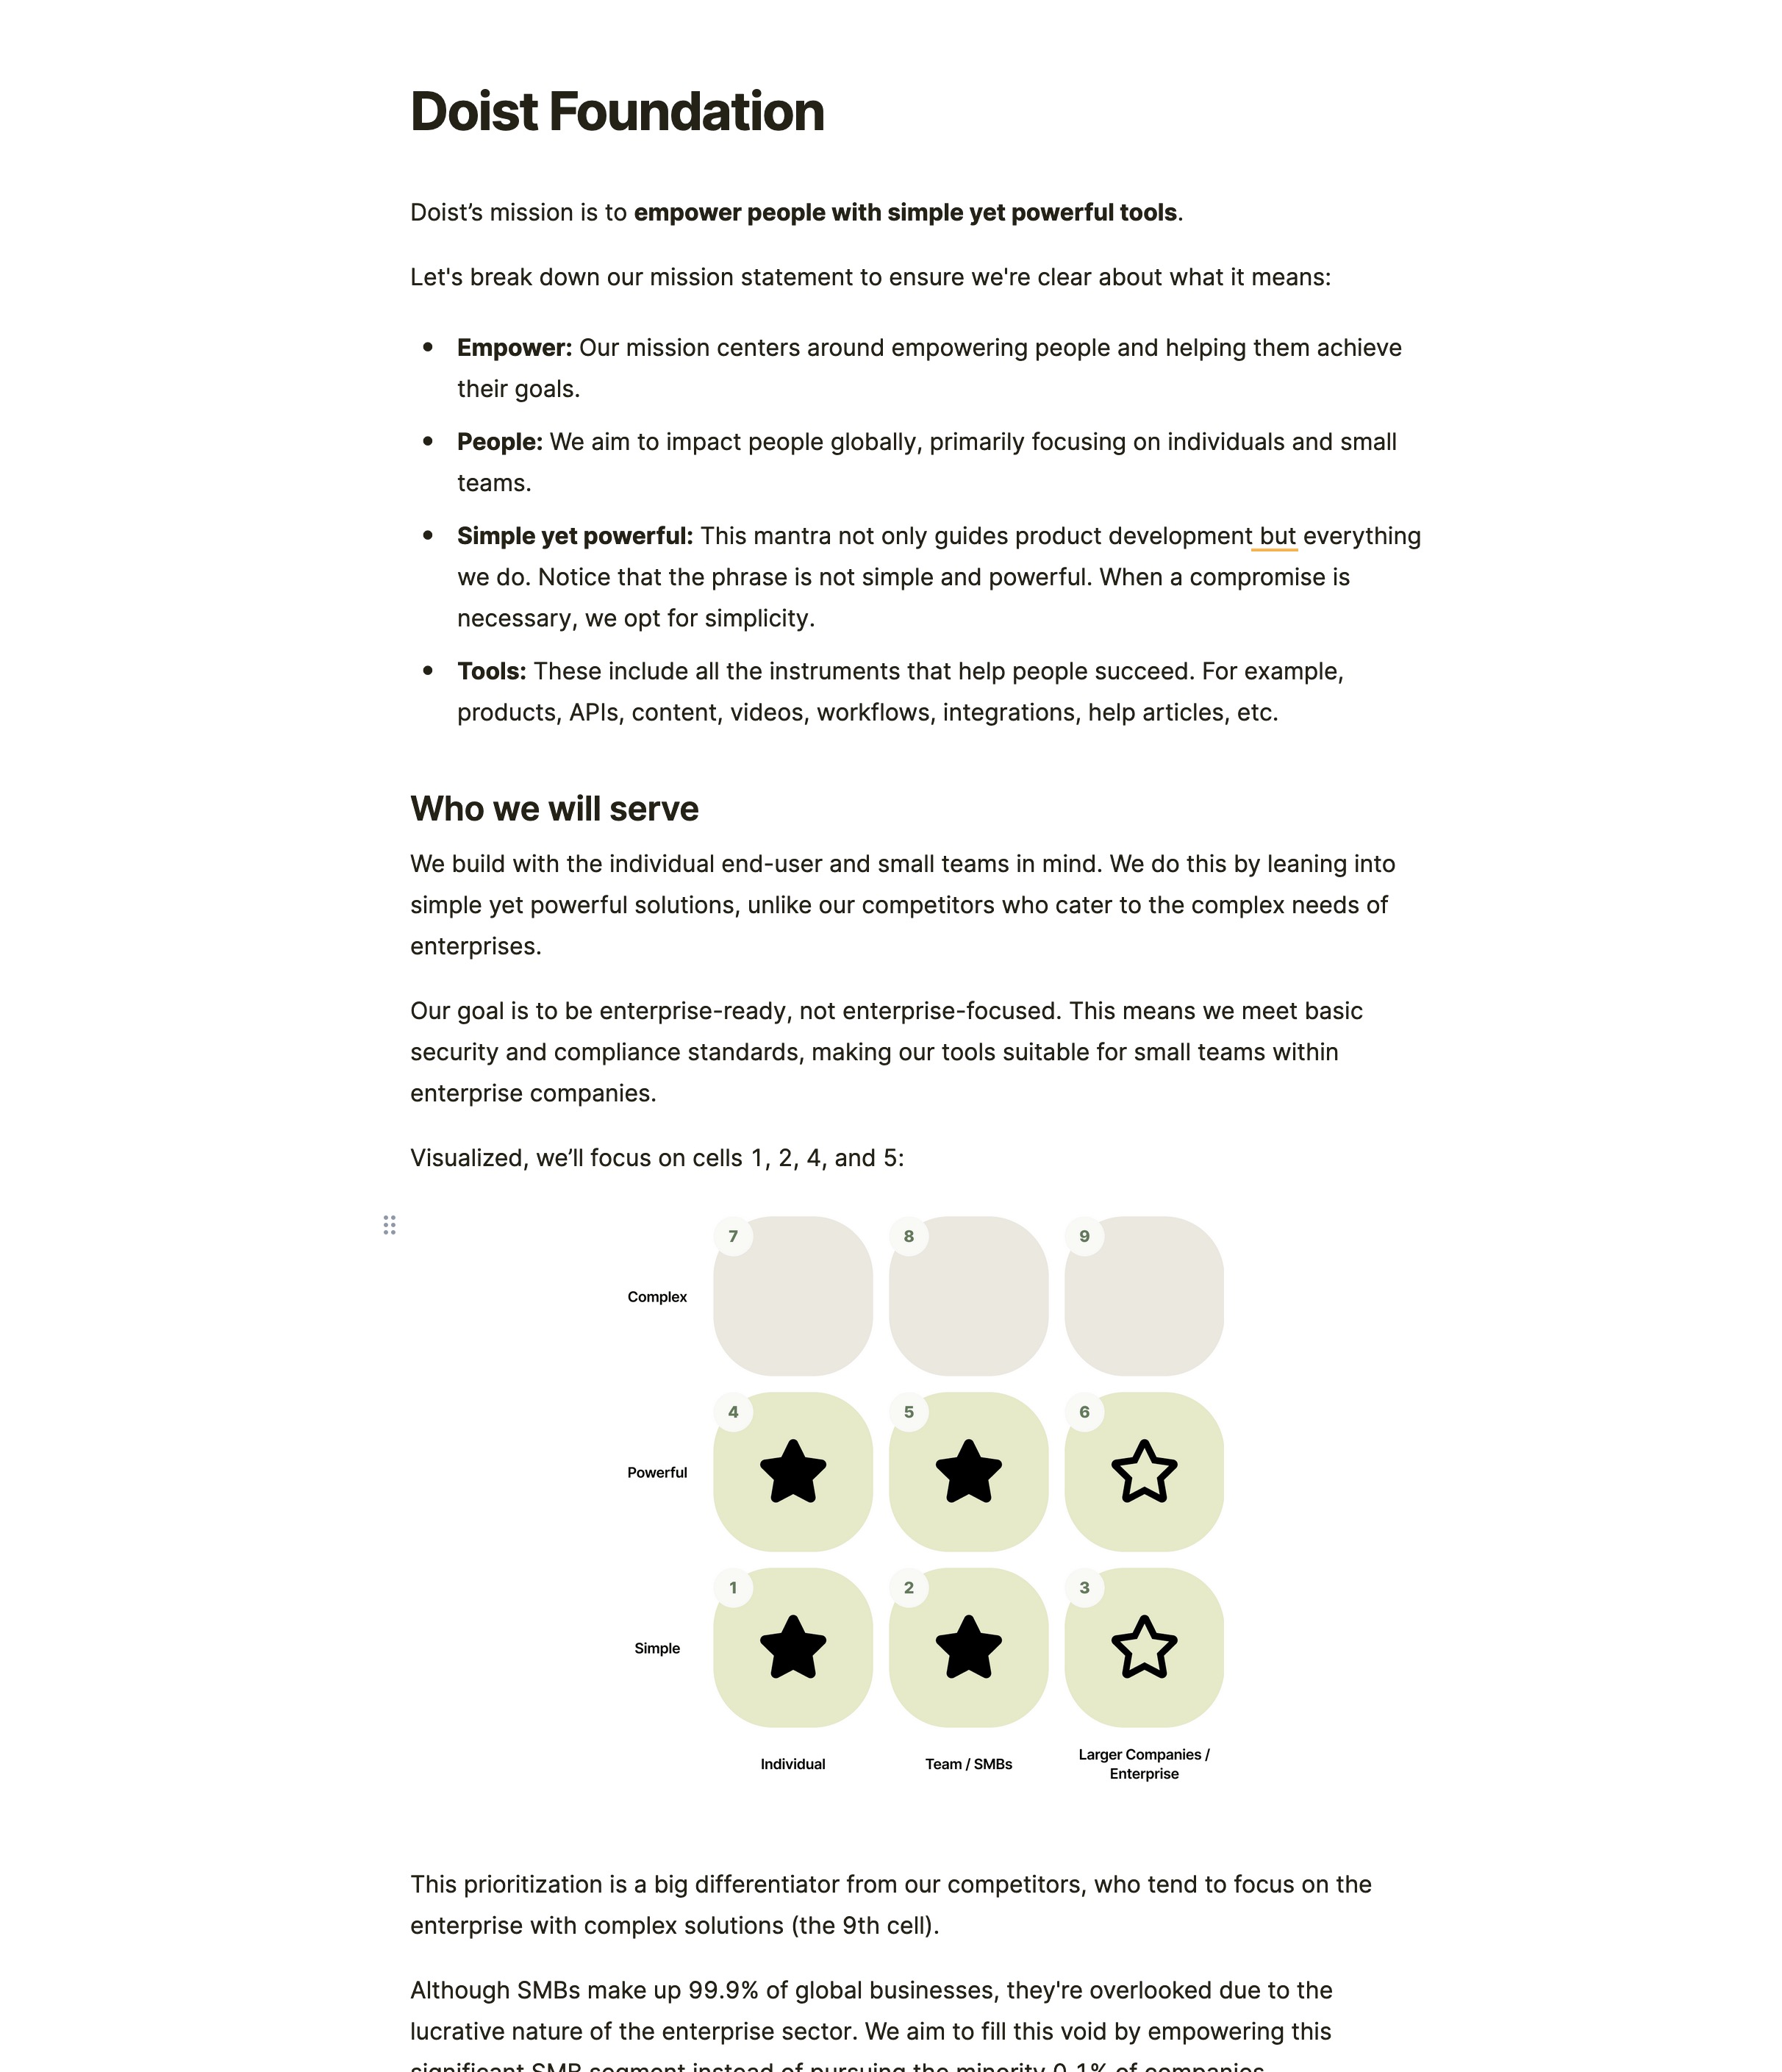 Doist Foundation
Doist’s mission is to empower people with simple yet powerful tools.
Let's break down our mission statement to ensure we're clear about what it means:
• Empower: Our mission centers around empowering people and helping them achieve
their goals.
• People: We aim to impact people globally, primarily focusing on individuals and small
teams.
• Simple yet powerful: This mantra not only guides product development but everything
we do. Notice that the phrase is not simple and powerful. When a compromise is
necessary, we opt for simplicity.
• Tools: These include all the instruments that help people succeed. For example,
products, APIs, content, videos, workflows, integrations, help articles, etc.
Who we will serve
We build with the individual end-user and small teams in mind. We do this by leaning into
simple yet powerful solutions, unlike our competitors who cater to the complex needs of
enterprises.
Our goal is to be enterprise-ready, not enterprise-focused. This means we meet basic
security and compliance standards, making our tools suitable for small teams within
enterprise companies.
Visualized, we’ll focus on cells 1, 2, 4, and 5:
7 8 9
Complex
4 5 6
Powerful
1 2 3
Simple
Individual Team / SMBs Larger Companies /
Enterprise
This prioritization is a big differentiator from our competitors, who tend to focus on the
enterprise with complex solutions (the 9th cell).
Although SMBs make up 99.9% of global businesses, they're overlooked due to the
lucrative nature of the enterprise sector. We aim to fill this void by empowering this
significant SMB segment instead of pursuing the minority 0.1% of companies.